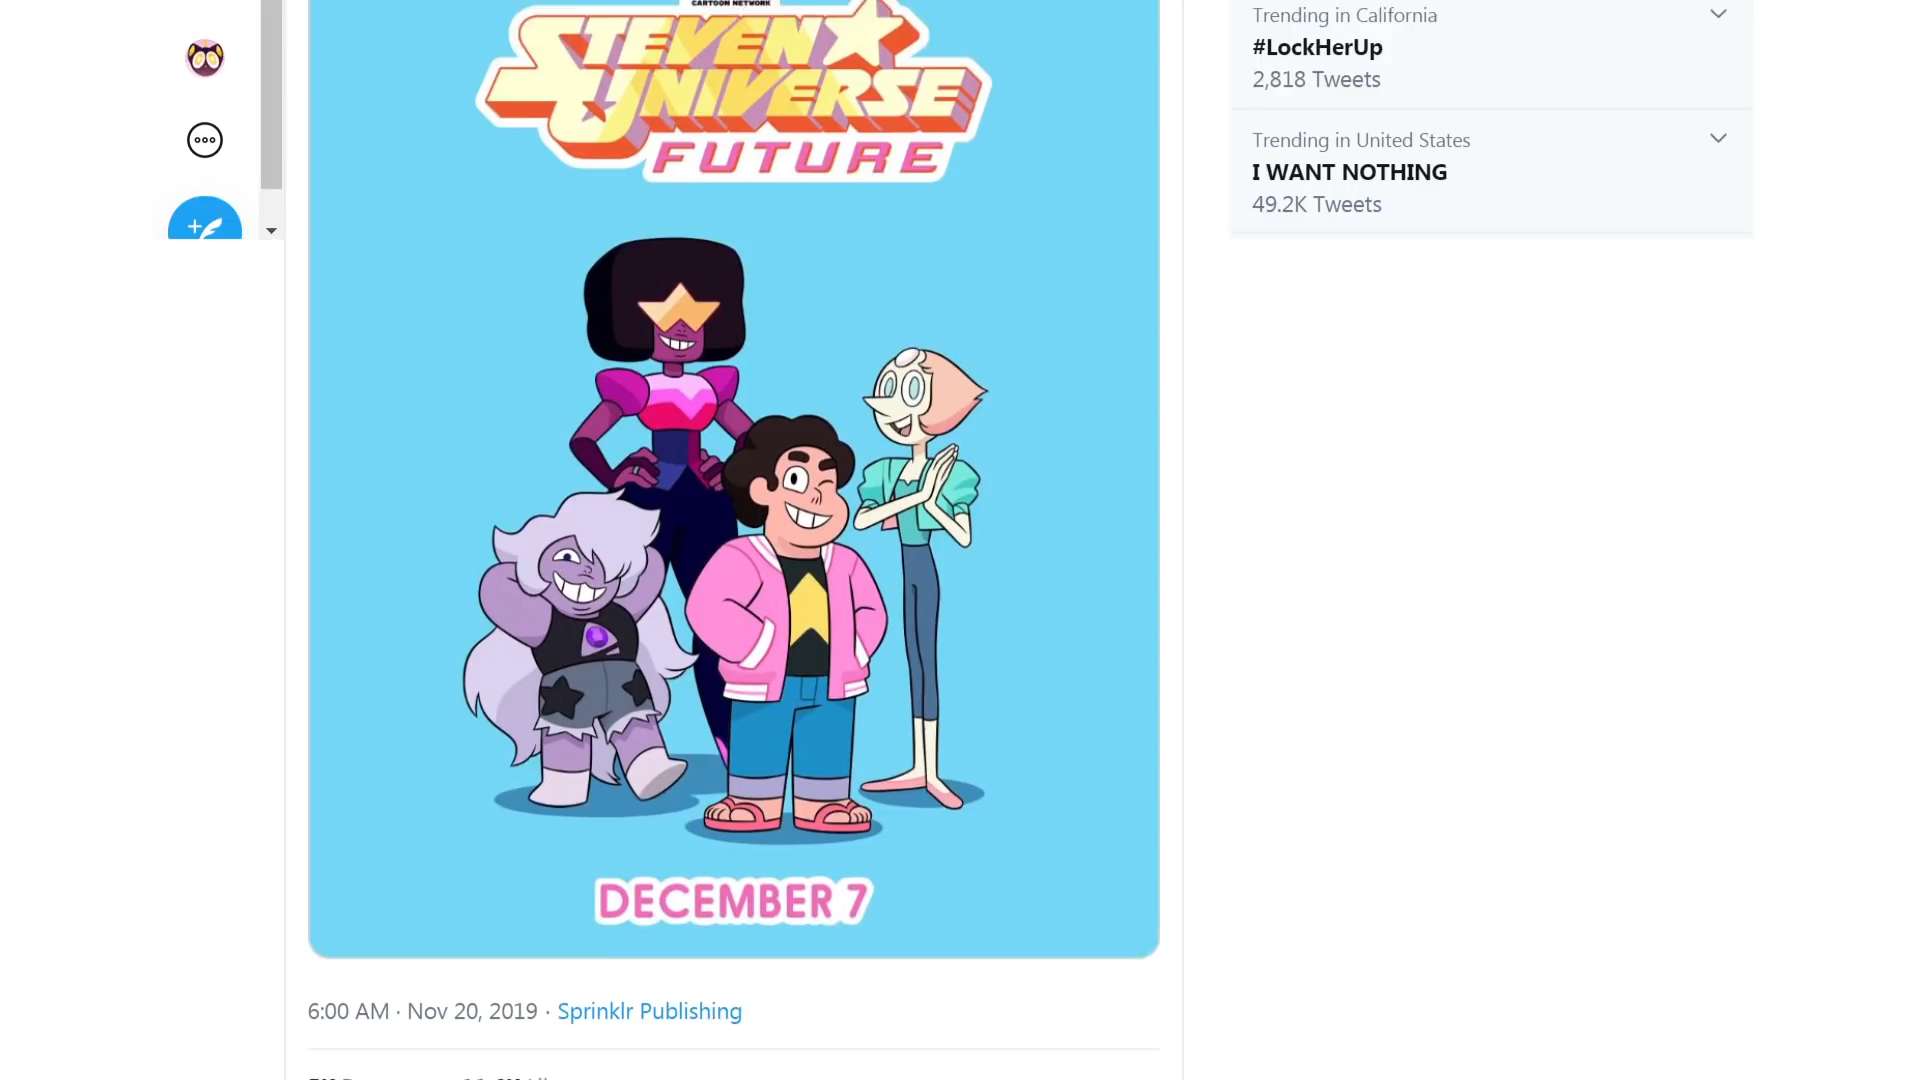 CARTOON NETWORK
STEVEN
UNIVERSE
FUTURE
DECEMBER 7
6:00 AM · Nov 20, 2019 · Sprinklr Publishing
Trending in California
#LockHerUp
2,818 Tweets
Trending in United States
I WANT NOTHING
49.2K Tweets